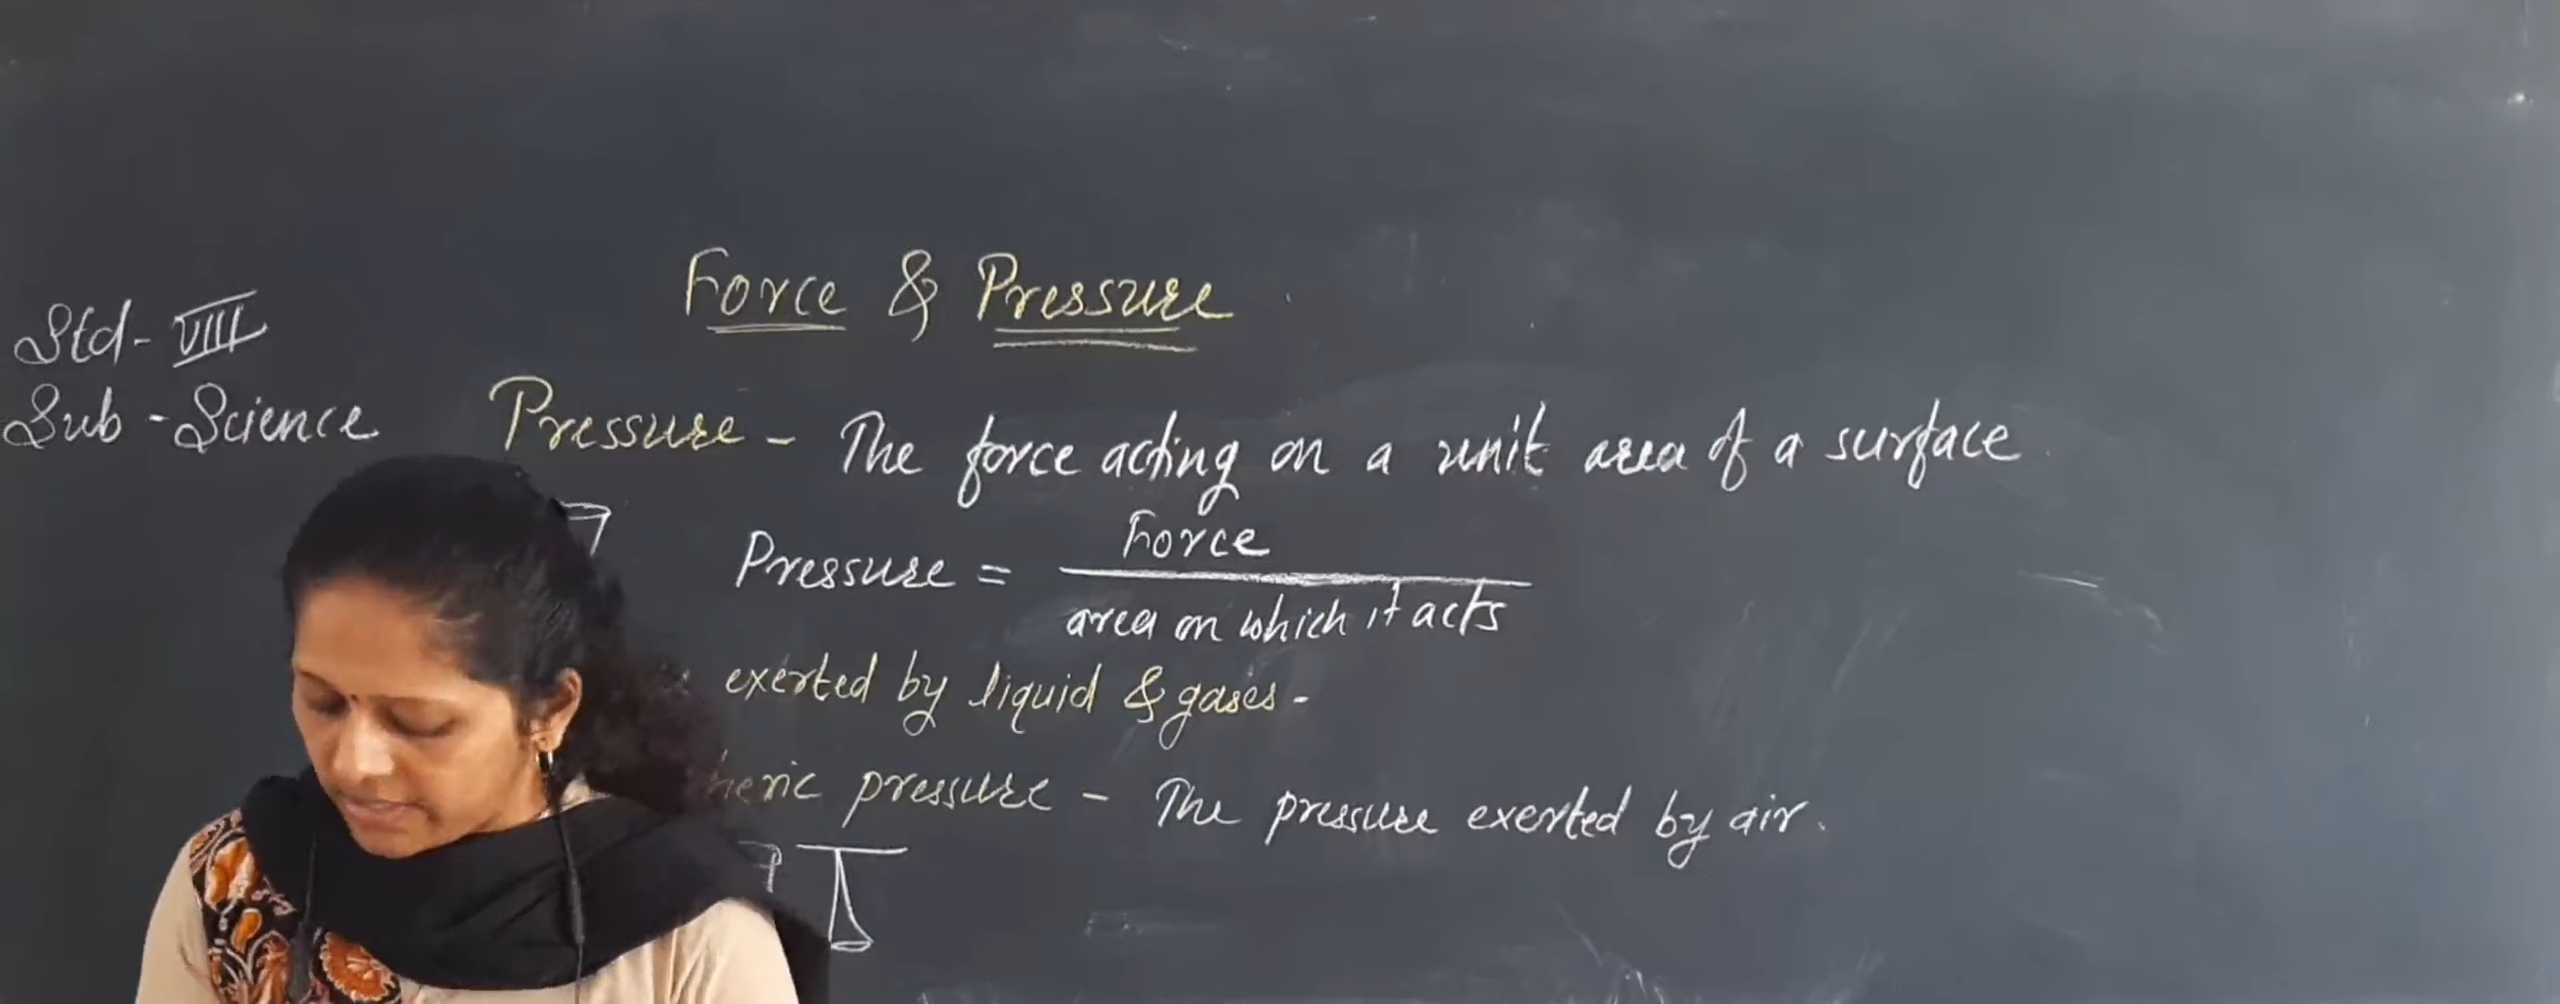 Force & Pressure
Std - VIII
Sub - Science
Pressure - The force acting on a unit area of a surface
Pressure = Force
area on which it acts
exerted by liquid & gases -
pressure - The pressure exerted by air.